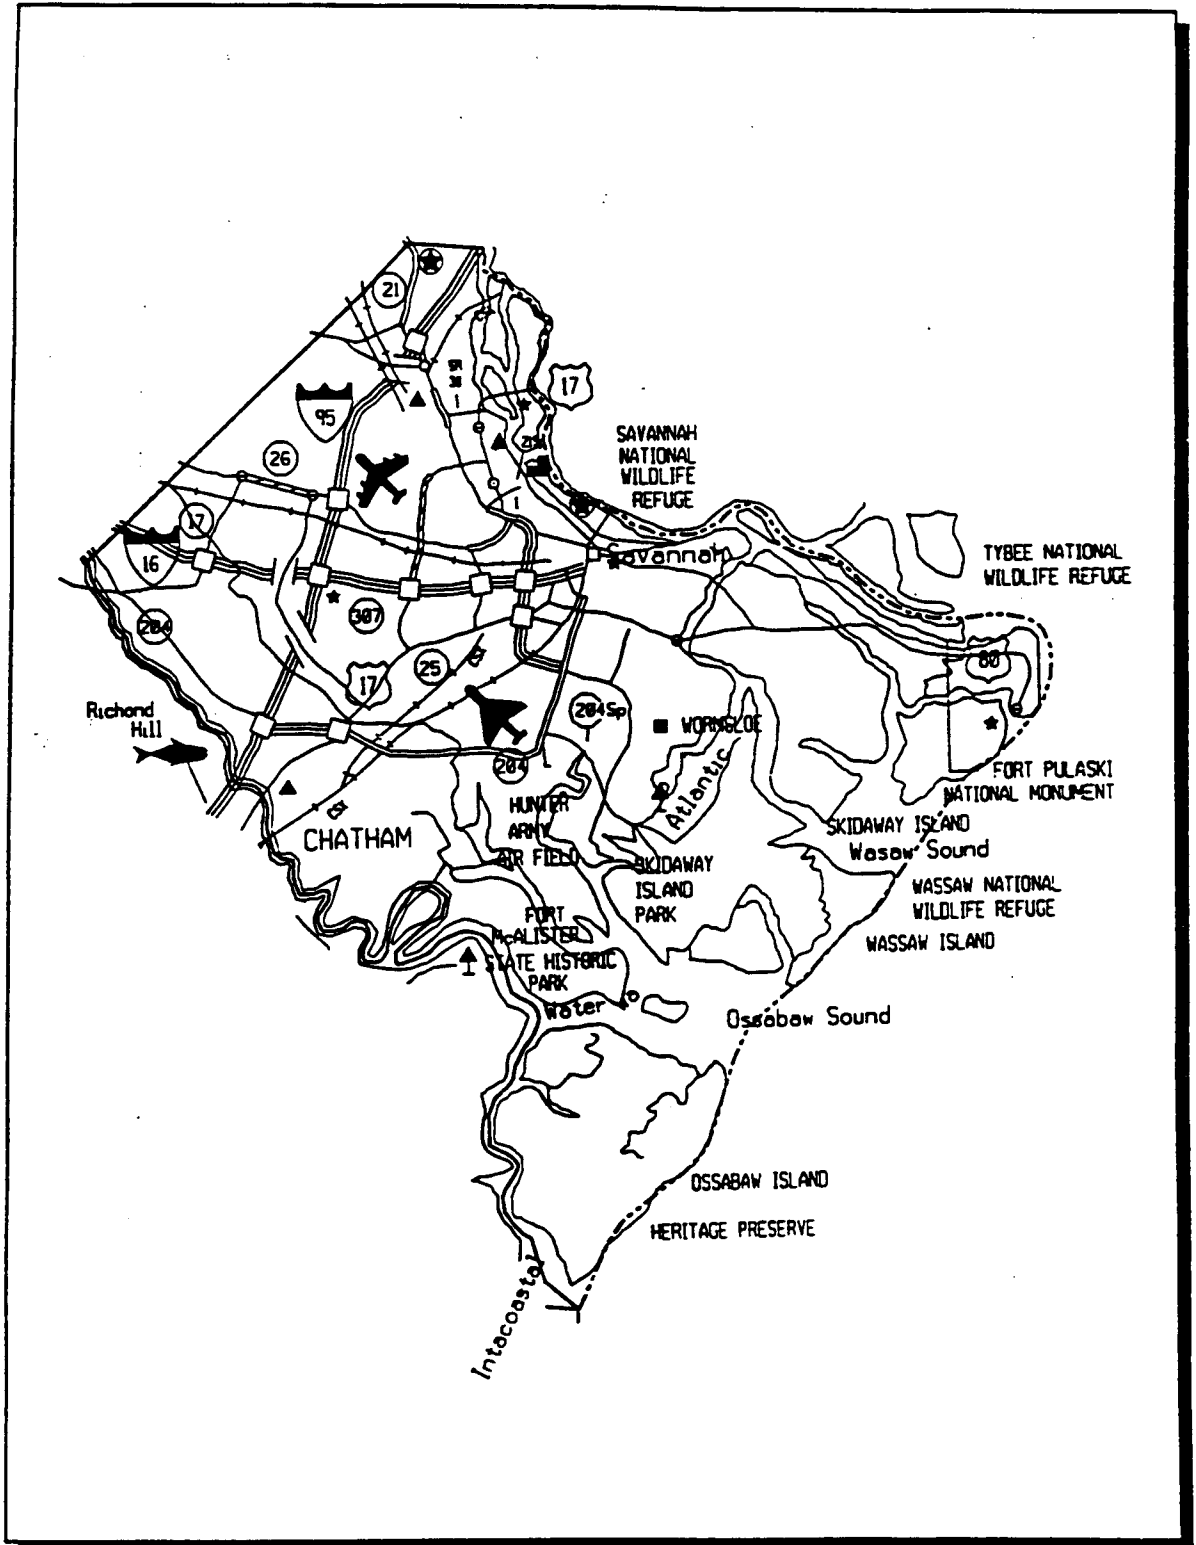 21
17
95
SAVANNAH
NATIONAL
WILDLIFE
REFUGE
26
17
16
Savannah
TYBEE NATIONAL
WILDLIFE REFUGE
307
204
25
CSX
80
17
Richond
Hill
204Sp
WORMGLOE
204
Atlantic
FORT PULASKI
NATIONAL MONUMENT
HUNTER
ARMY
AIR FIELD
CSX
CHATHAM
SKIDAWAY ISLAND
Wasaw Sound
SKIDAWAY
ISLAND
PARK
WASSAW NATIONAL
WILDLIFE REFUGE
WASSAW ISLAND
FORT
McALISTER
STATE HISTORIC
PARK
Water
Ossabaw Sound
OSSABAW ISLAND
HERITAGE PRESERVE
Intacoastal